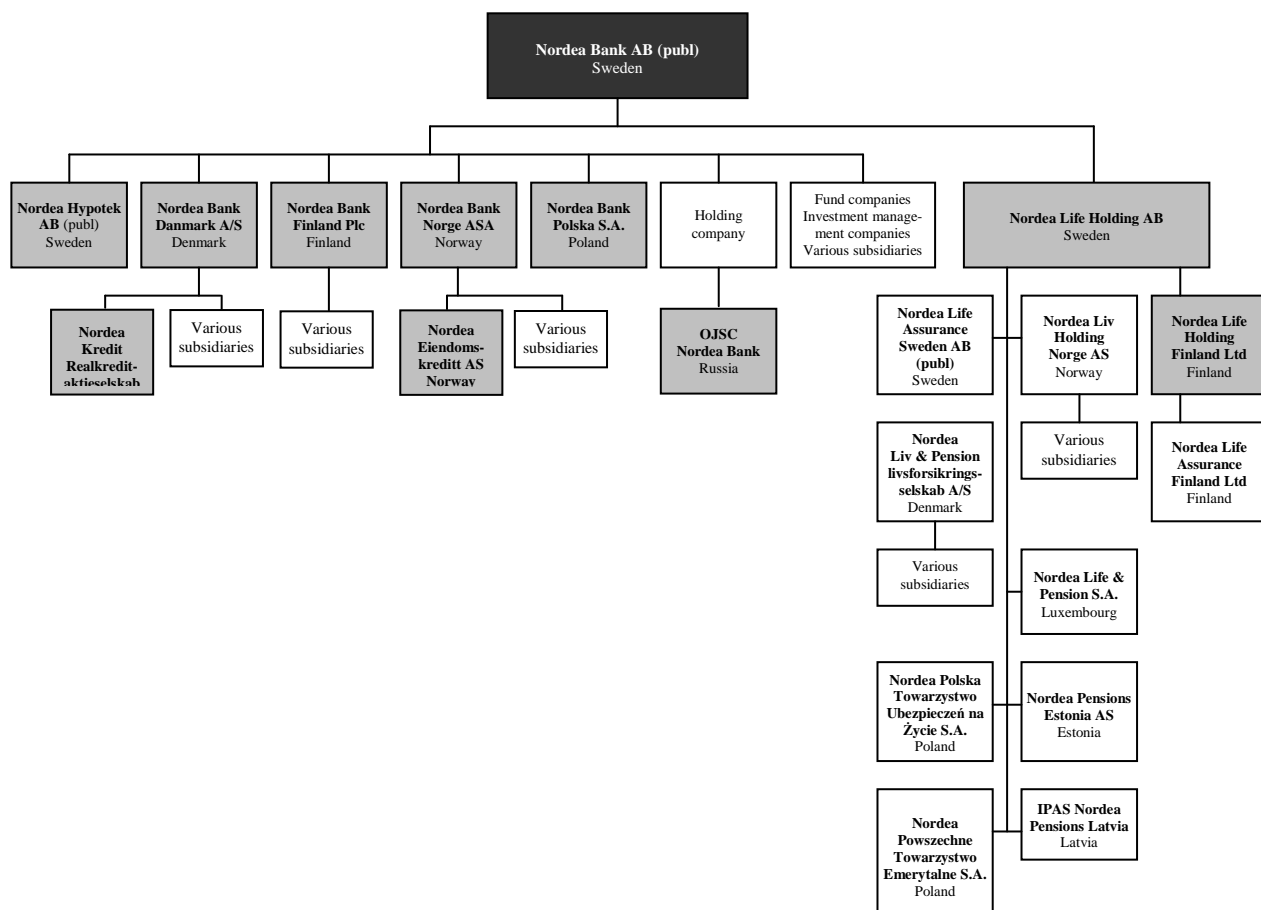 Nordea Bank AB (publ)
Sweden
Nordea Hypotek
AB (publ)
Sweden
Nordea Bank
Danmark A/S
Denmark
Nordea Bank
Finland Plc
Finland
Nordea Bank
Norge ASA
Norway
Nordea Bank
Polska S.A.
Poland
Holding
company
Fund companies
Investment manage-
ment companies
Various subsidiaries
Nordea Life Holding AB
Sweden
Nordea
Kredit
Realkredit-
aktieselskab
Various
subsidiaries
Various
subsidiaries
Nordea
Eiendoms-
kreditt AS
Norway
Various
subsidiaries
OJSC
Nordea Bank
Russia
Nordea Life
Assurance
Sweden AB
(publ)
Sweden
Nordea Liv
Holding
Norge AS
Norway
Nordea Life
Holding
Finland Ltd
Finland
Nordea
Liv & Pension
livsforsikrings-
selskab A/S
Denmark
Various
subsidiaries
Nordea Life
Assurance
Finland Ltd
Finland
Various
subsidiaries
Nordea Life &
Pension S.A.
Luxembourg
Nordea Polska
Towarzystwo
Ubezpieczeń na
Życie S.A.
Poland
Nordea Pensions
Estonia AS
Estonia
Nordea
Powszechne
Towarzystwo
Emerytalne S.A.
Poland
IPAS Nordea
Pensions Latvia
Latvia